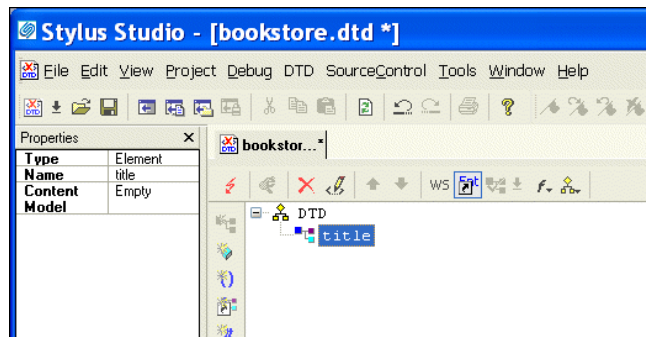 Stylus Studio - [bookstore.dtd *]
File Edit View Project Debug DTD SourceControl Tools Window Help
Properties
bookstor...*
Type Element
Name title
Content Model Empty
WS Ent
DTD
title